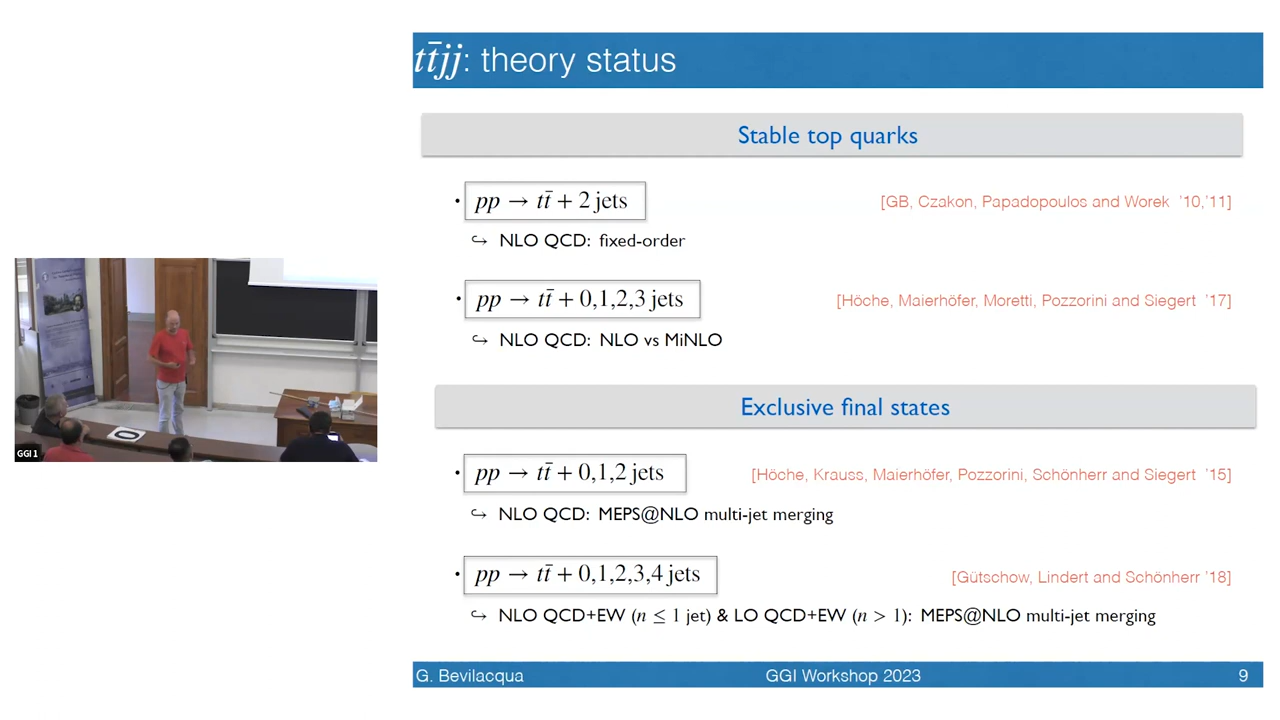 tt̄jj: theory status
Stable top quarks
• pp → tt̄ + 2 jets [GB, Czakon, Papadopoulos and Worek '10,'11]
↪ NLO QCD: fixed-order
• pp → tt̄ + 0,1,2,3 jets [Höche, Maierhöfer, Moretti, Pozzorini and Siegert '17]
↪ NLO QCD: NLO vs MiNLO
Exclusive final states
• pp → tt̄ + 0,1,2 jets [Höche, Krauss, Maierhöfer, Pozzorini, Schönherr and Siegert '15]
↪ NLO QCD: MEPS@NLO multi-jet merging
• pp → tt̄ + 0,1,2,3,4 jets [Gütschow, Lindert and Schönherr '18]
↪ NLO QCD+EW (n ≤ 1 jet) & LO QCD+EW (n > 1): MEPS@NLO multi-jet merging
G. Bevilacqua GGI Workshop 2023 9
GGI 1